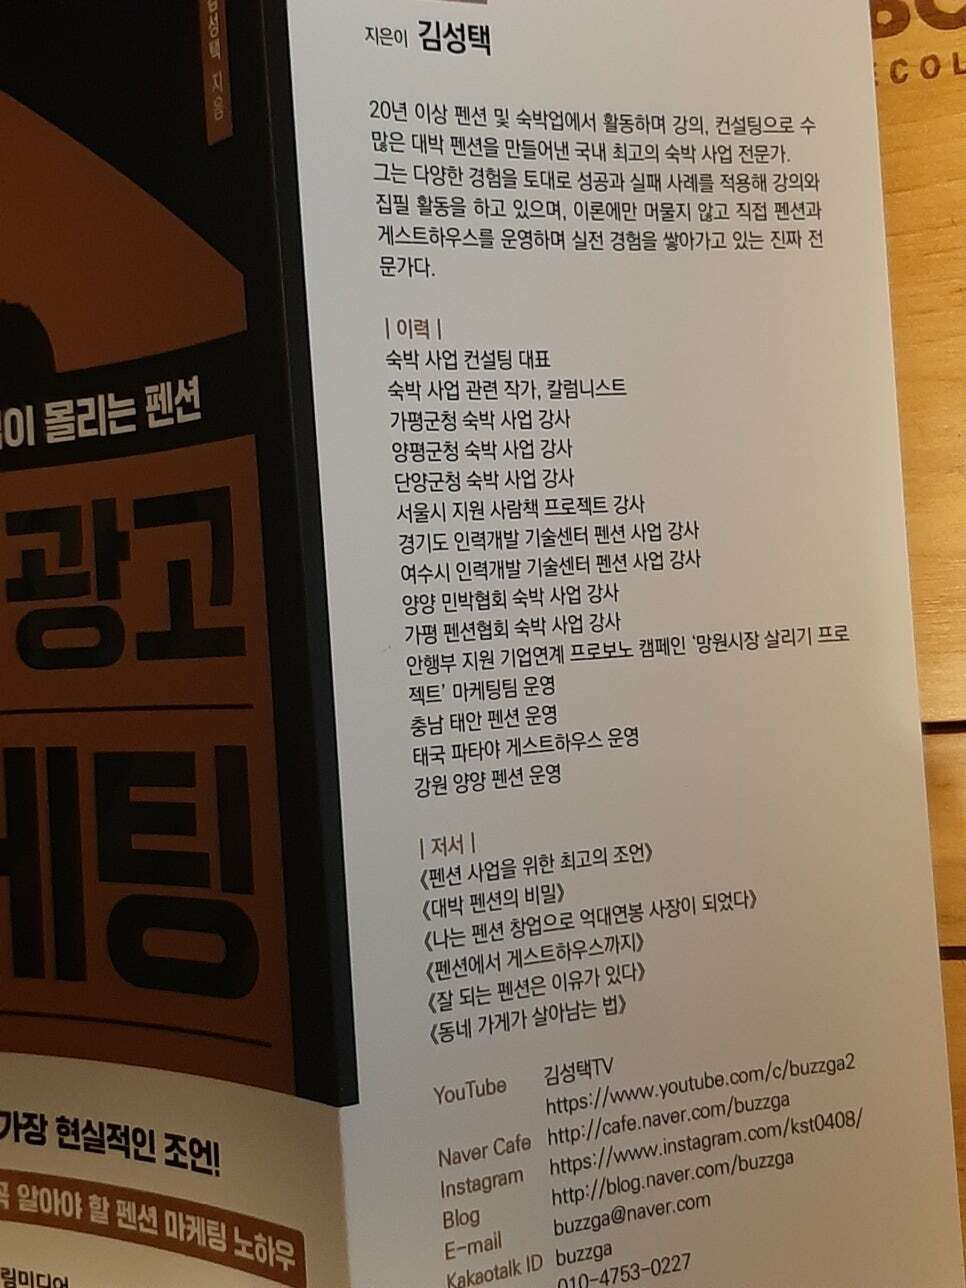 성택 지음
이 몰리는 펜션
광고
케팅
가장 현실적인 조언!
꼭 알아야 할 펜션 마케팅 노하우
림미디어
지은이 김성택
20년 이상 펜션 및 숙박업에서 활동하며 강의, 컨설팅으로 수
많은 대박 펜션을 만들어낸 국내 최고의 숙박 사업 전문가.
그는 다양한 경험을 토대로 성공과 실패 사례를 적용해 강의와
집필 활동을 하고 있으며, 이론에만 머물지 않고 직접 펜션과
게스트하우스를 운영하며 실전 경험을 쌓아가고 있는 진짜 전
문가다.
| 이력 |
숙박 사업 컨설팅 대표
숙박 사업 관련 작가, 칼럼니스트
가평군청 숙박 사업 강사
양평군청 숙박 사업 강사
단양군청 숙박 사업 강사
서울시 지원 사람책 프로젝트 강사
경기도 인력개발 기술센터 펜션 사업 강사
여수시 인력개발 기술센터 펜션 사업 강사
양양 민박협회 숙박 사업 강사
가평 펜션협회 숙박 사업 강사
안행부 지원 기업연계 프로보노 캠페인 ‘망원시장 살리기 프로
젝트’ 마케팅팀 운영
충남 태안 펜션 운영
태국 파타야 게스트하우스 운영
강원 양양 펜션 운영
| 저서 |
《펜션 사업을 위한 최고의 조언》
《대박 펜션의 비밀》
《나는 펜션 창업으로 억대연봉 사장이 되었다》
《펜션에서 게스트하우스까지》
《잘 되는 펜션은 이유가 있다》
《동네 가게가 살아남는 법》
YouTube 김성택TV
https://www.youtube.com/c/buzzga2
Naver Cafe http://cafe.naver.com/buzzga
Instagram https://www.instagram.com/kst0408/
Blog http://blog.naver.com/buzzga
E-mail buzzga@naver.com
Kakaotalk ID buzzga
010-4753-0227
ECOL